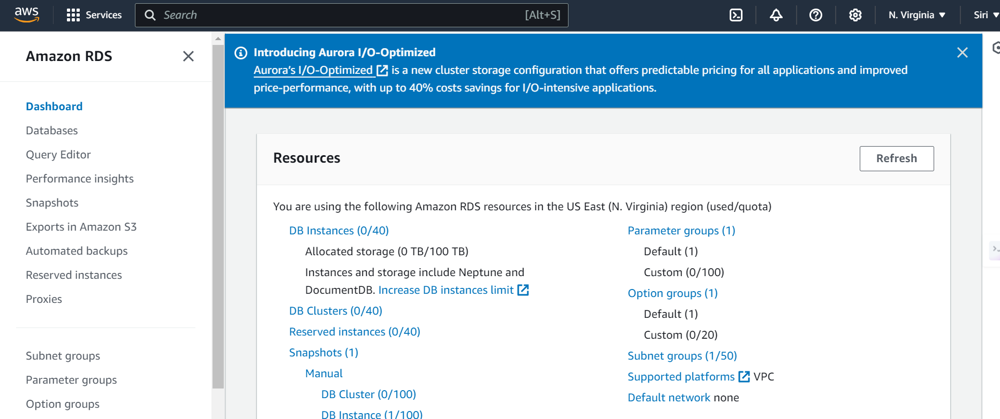 aws
Services
Search
[Alt+S]
N. Virginia
Siri
Amazon RDS
Dashboard
Databases
Query Editor
Performance insights
Snapshots
Exports in Amazon S3
Automated backups
Reserved instances
Proxies
Subnet groups
Parameter groups
Option groups
Introducing Aurora I/O-Optimized
Aurora’s I/O-Optimized is a new cluster storage configuration that offers predictable pricing for all applications and improved
price-performance, with up to 40% costs savings for I/O-intensive applications.
Resources
Refresh
You are using the following Amazon RDS resources in the US East (N. Virginia) region (used/quota)
DB Instances (0/40)
Allocated storage (0 TB/100 TB)
Instances and storage include Neptune and
DocumentDB. Increase DB instances limit
DB Clusters (0/40)
Reserved instances (0/40)
Snapshots (1)
Manual
DB Cluster (0/100)
DB Instance (1/100)
Parameter groups (1)
Default (1)
Custom (0/100)
Option groups (1)
Default (1)
Custom (0/20)
Subnet groups (1/50)
Supported platforms VPC
Default network none